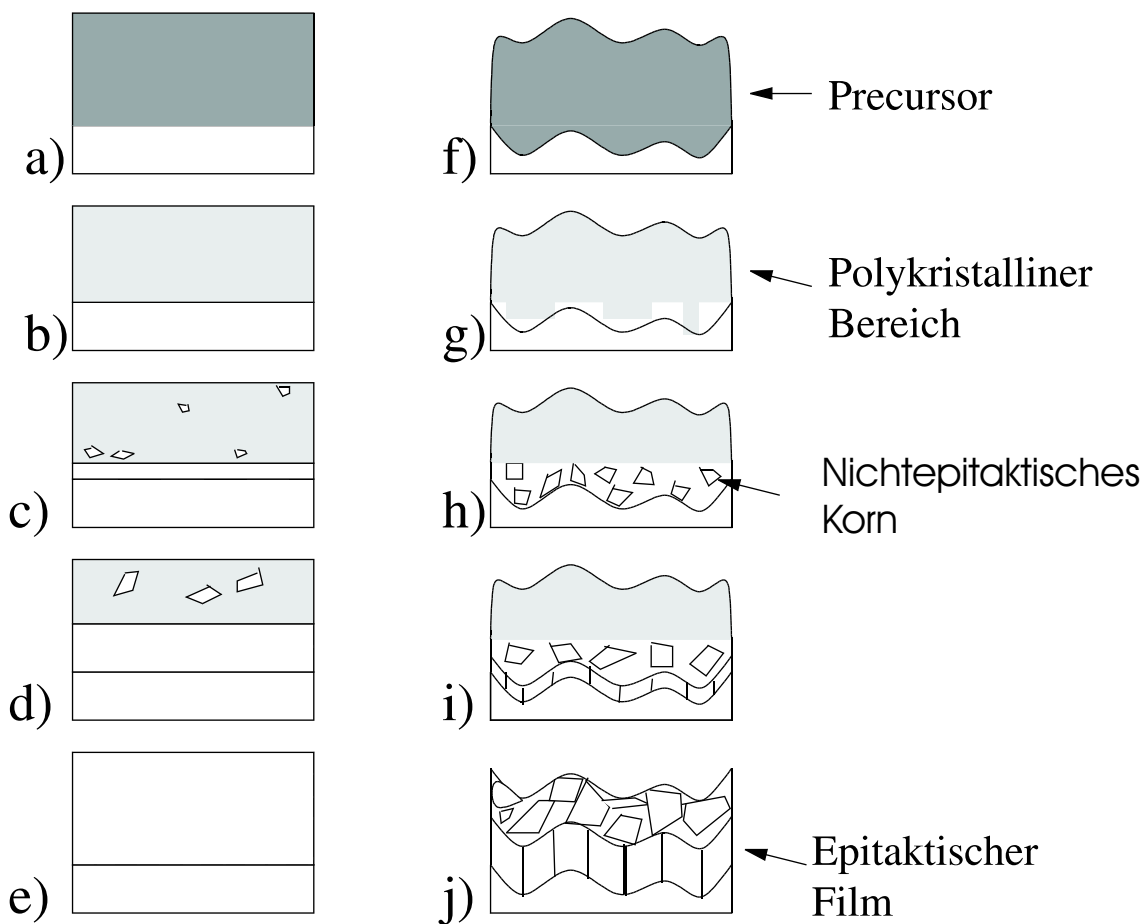 a)
f)
Precursor
b)
g)
Polykristalliner
Bereich
c)
h)
Nichtepitaktisches
Korn
d)
i)
e)
j)
Epitaktischer
Film